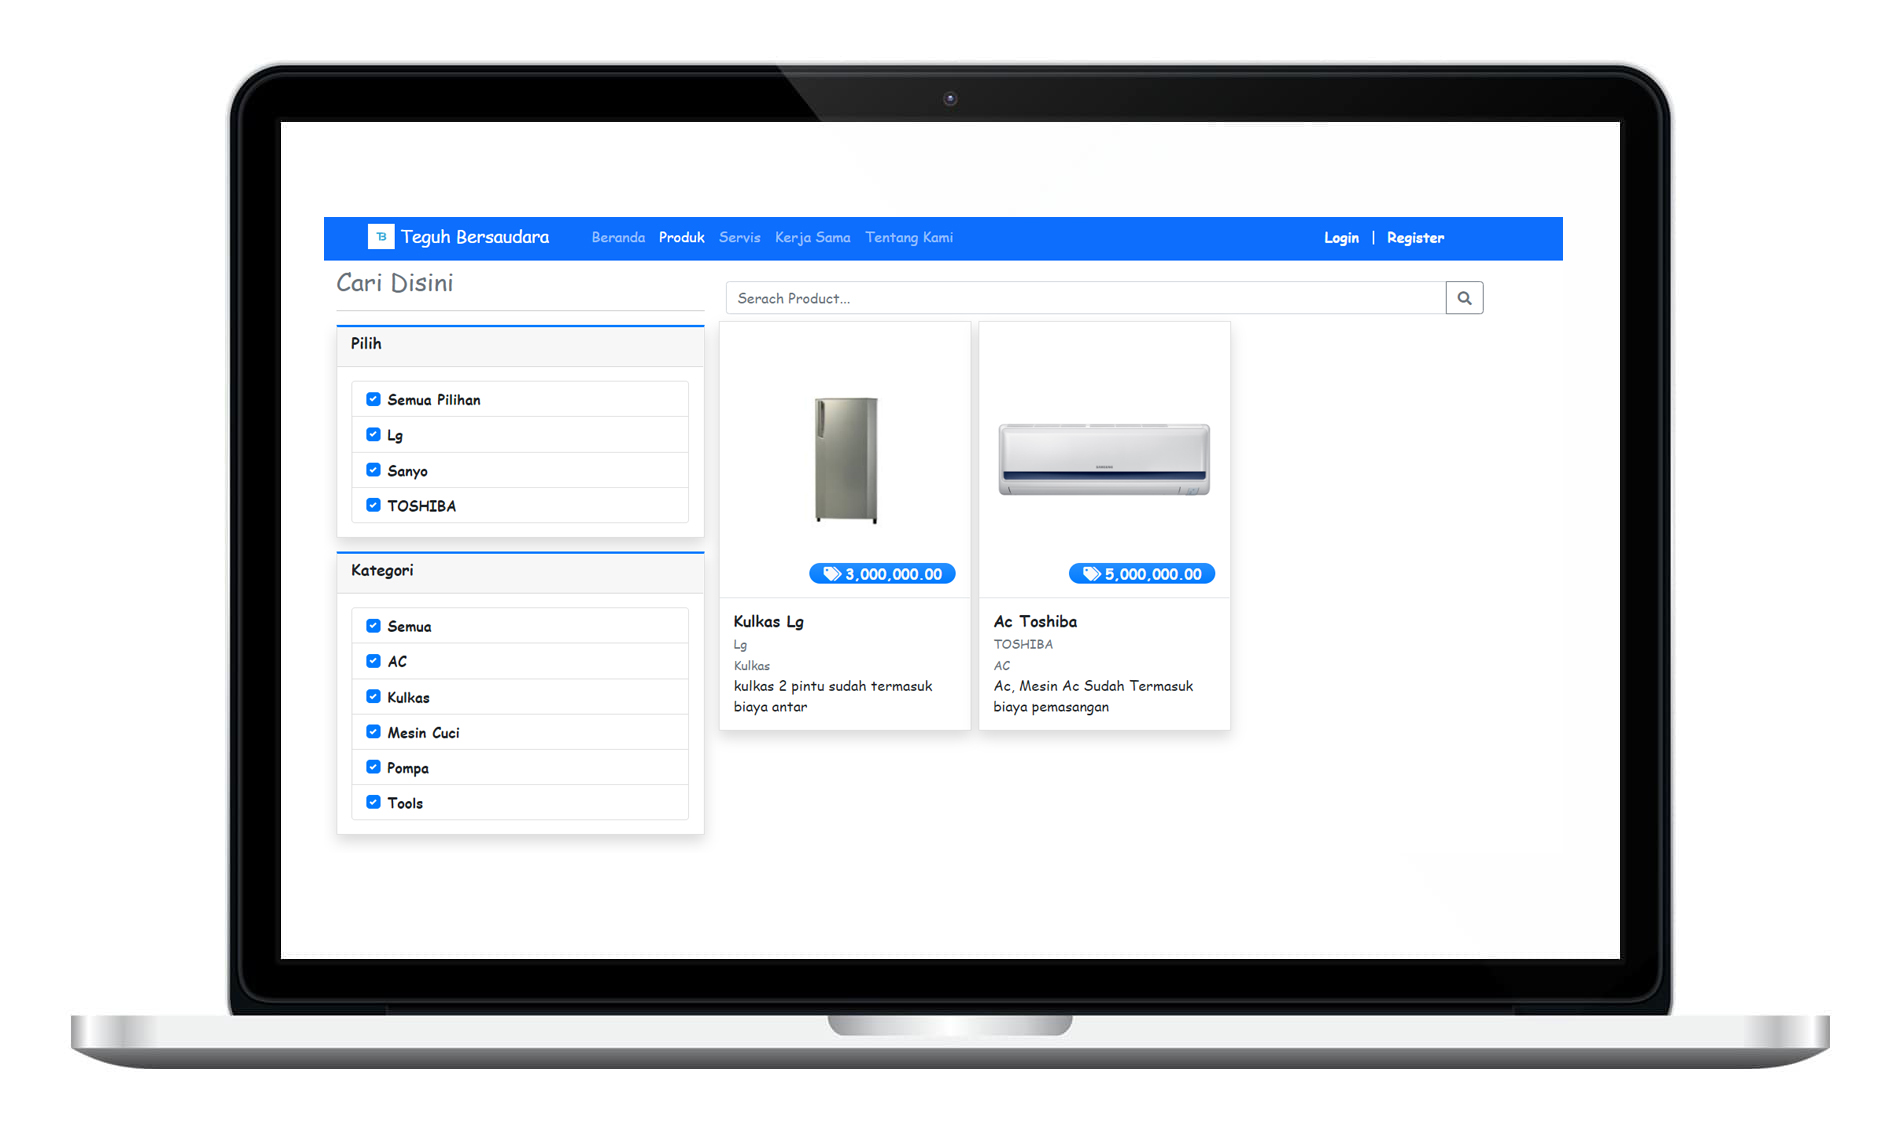 TB Teguh Bersaudara Beranda Produk Servis Kerja Sama Tentang Kami Login | Register
Cari Disini
Serach Product...
Pilih
Semua Pilihan
Lg
Sanyo
TOSHIBA
Kategori
Semua
AC
Kulkas
Mesin Cuci
Pompa
Tools
3,000,000.00
Kulkas Lg
Lg
Kulkas
kulkas 2 pintu sudah termasuk
biaya antar
SAMSUNG
5,000,000.00
Ac Toshiba
TOSHIBA
AC
Ac, Mesin Ac Sudah Termasuk
biaya pemasangan